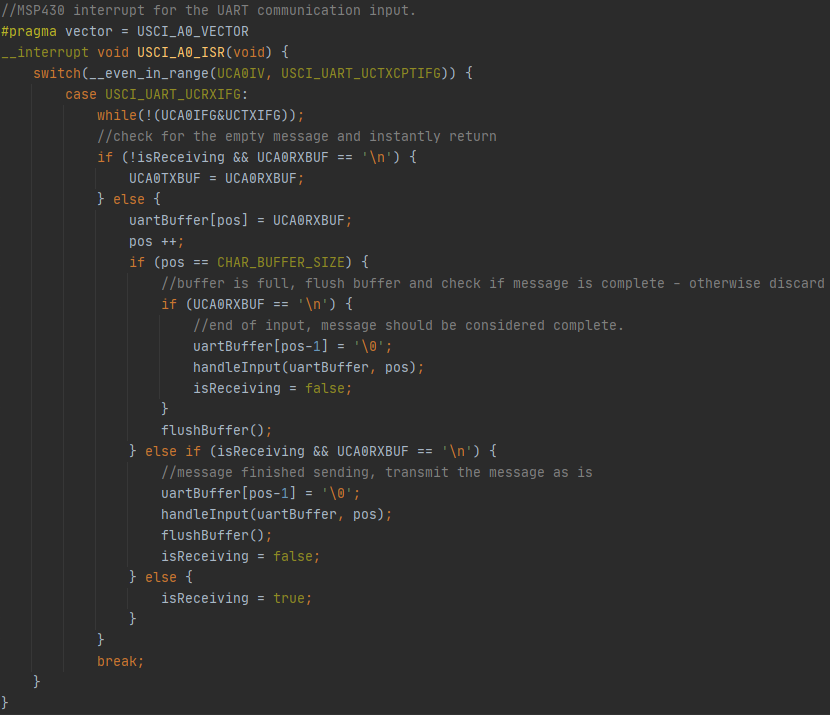 //MSP430 interrupt for the UART communication input.
#pragma vector = USCI_A0_VECTOR
__interrupt void USCI_A0_ISR(void) {
    switch(__even_in_range(UCA0IV, USCI_UART_UCTXCPTIFG)) {
        case USCI_UART_UCRXIFG:
            while(!(UCA0IFG&UCTXIFG));
            //check for the empty message and instantly return
            if (!isReceiving && UCA0RXBUF == '\n') {
                UCA0TXBUF = UCA0RXBUF;
            } else {
                uartBuffer[pos] = UCA0RXBUF;
                pos ++;
                if (pos == CHAR_BUFFER_SIZE) {
                    //buffer is full, flush buffer and check if message is complete - otherwise discard
                    if (UCA0RXBUF == '\n') {
                        //end of input, message should be considered complete.
                        uartBuffer[pos-1] = '\0';
                        handleInput(uartBuffer, pos);
                        isReceiving = false;
                    }
                    flushBuffer();
                } else if (isReceiving && UCA0RXBUF == '\n') {
                    //message finished sending, transmit the message as is
                    uartBuffer[pos-1] = '\0';
                    handleInput(uartBuffer, pos);
                    flushBuffer();
                    isReceiving = false;
                } else {
                    isReceiving = true;
                }
            }
            break;
    }
}